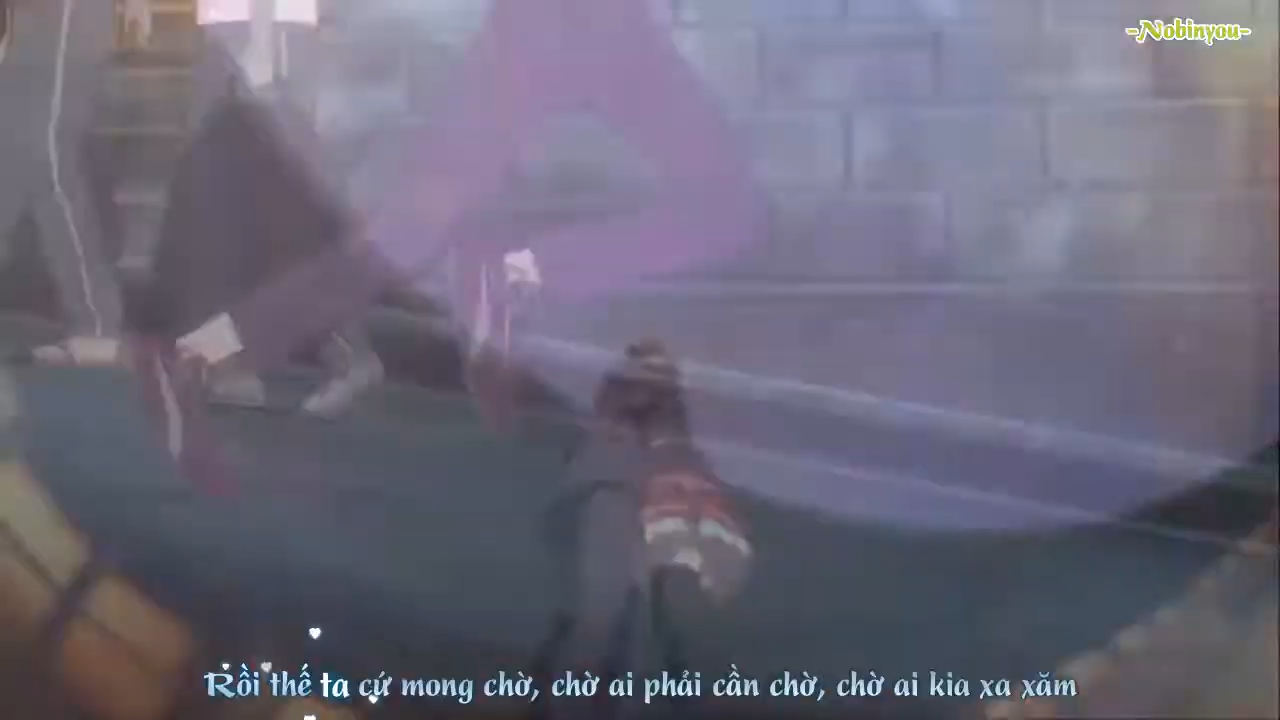 -Nobinyou-
Rồi thế ta cứ mong chờ, chờ ai phải cần chờ, chờ ai kia xa xăm